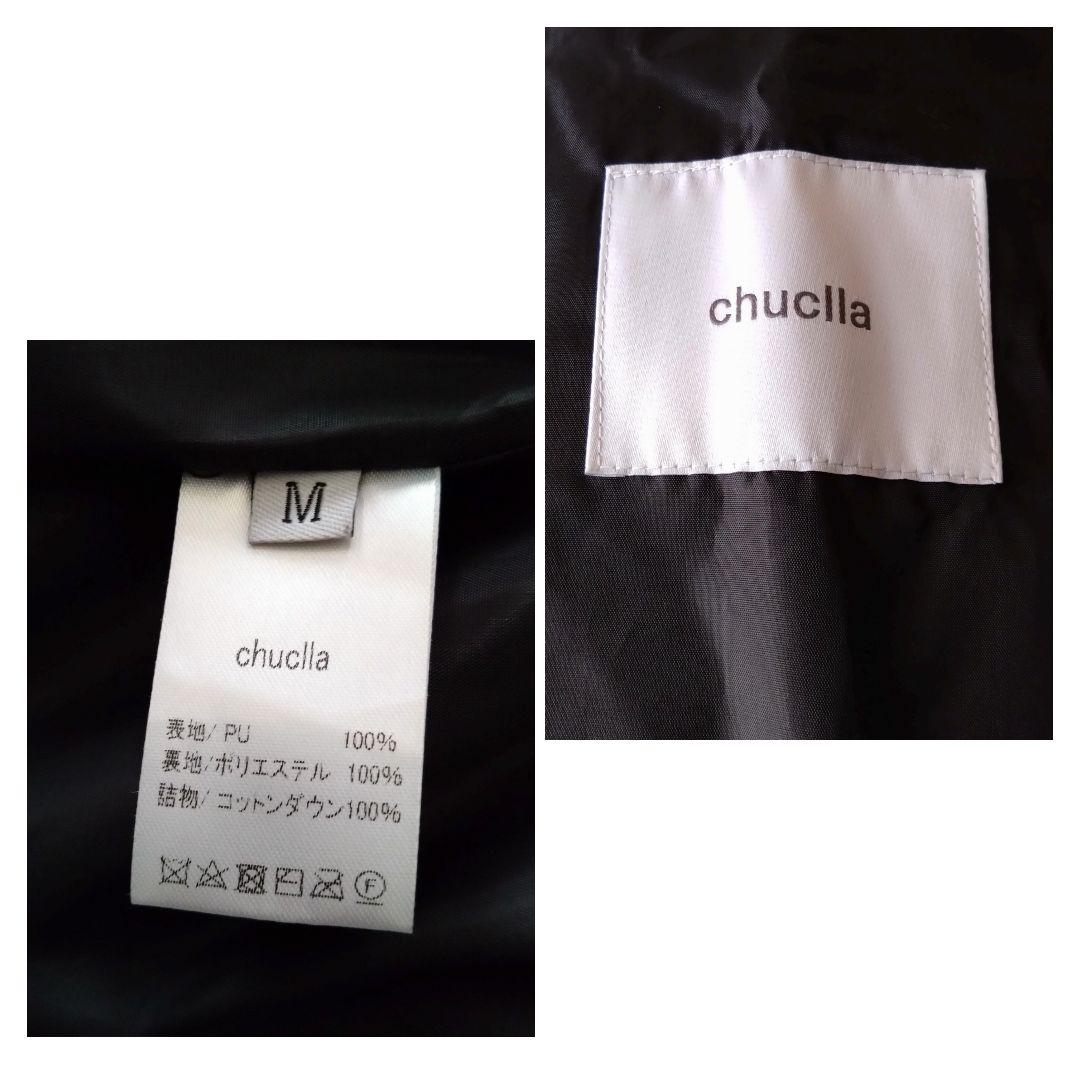 chuclla
M
chuclla
表地/ PU 100%
裏地/ポリエステル 100%
詰物/ コットンダウン100%
F